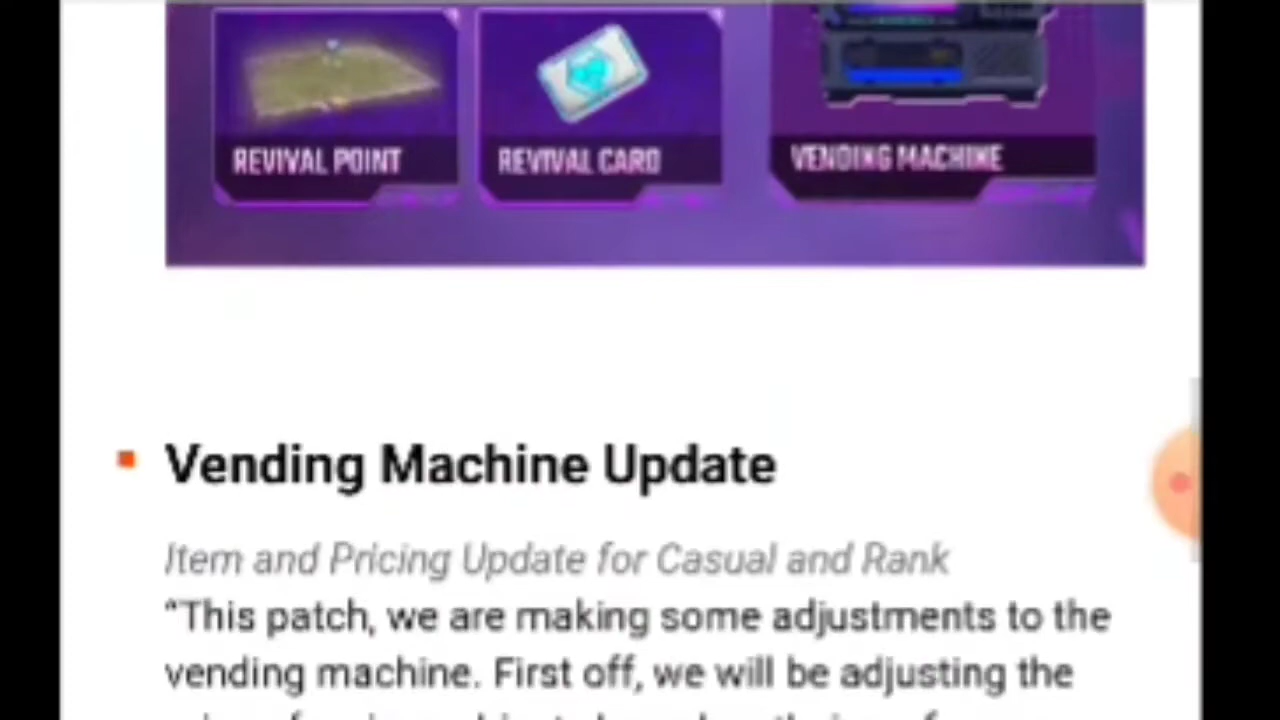 REVIVAL POINT REVIVAL CARD VENDING MACHINE
Vending Machine Update
Item and Pricing Update for Casual and Rank
“This patch, we are making some adjustments to the
vending machine. First off, we will be adjusting the